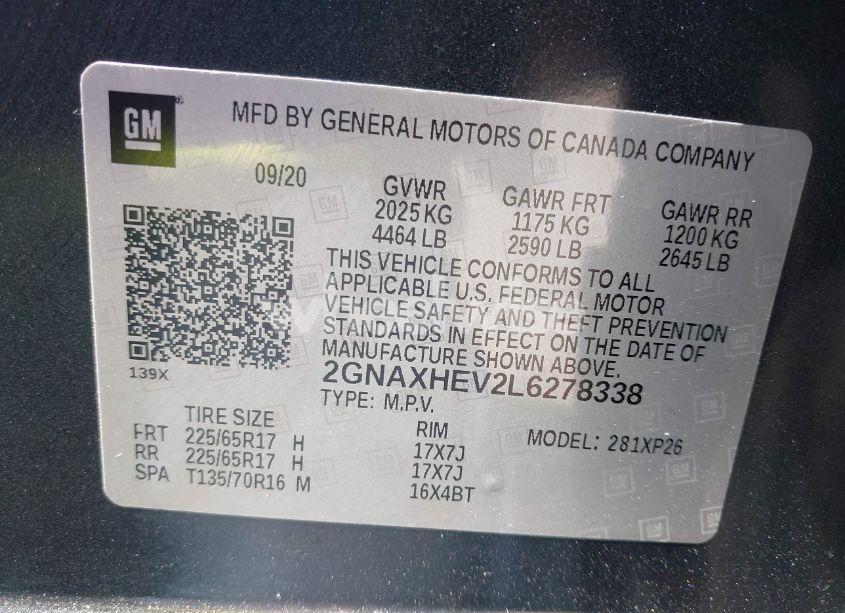 GM
MFD BY GENERAL MOTORS OF CANADA COMPANY
09/20
GVWR
2025 KG
4464 LB
GAWR FRT
1175 KG
2590 LB
GAWR RR
1200 KG
2645 LB
THIS VEHICLE CONFORMS TO ALL
APPLICABLE U.S. FEDERAL MOTOR
VEHICLE SAFETY AND THEFT PREVENTION
STANDARDS IN EFFECT ON THE DATE OF
MANUFACTURE SHOWN ABOVE.
139X
2GNAXHEV2L6278338
TYPE: M.P.V.
TIRE SIZE
RIM
MODEL: 281XP26
FRT 225/65R17 H 17X7J
RR 225/65R17 H 17X7J
SPA T135/70R16 M 16X4BT